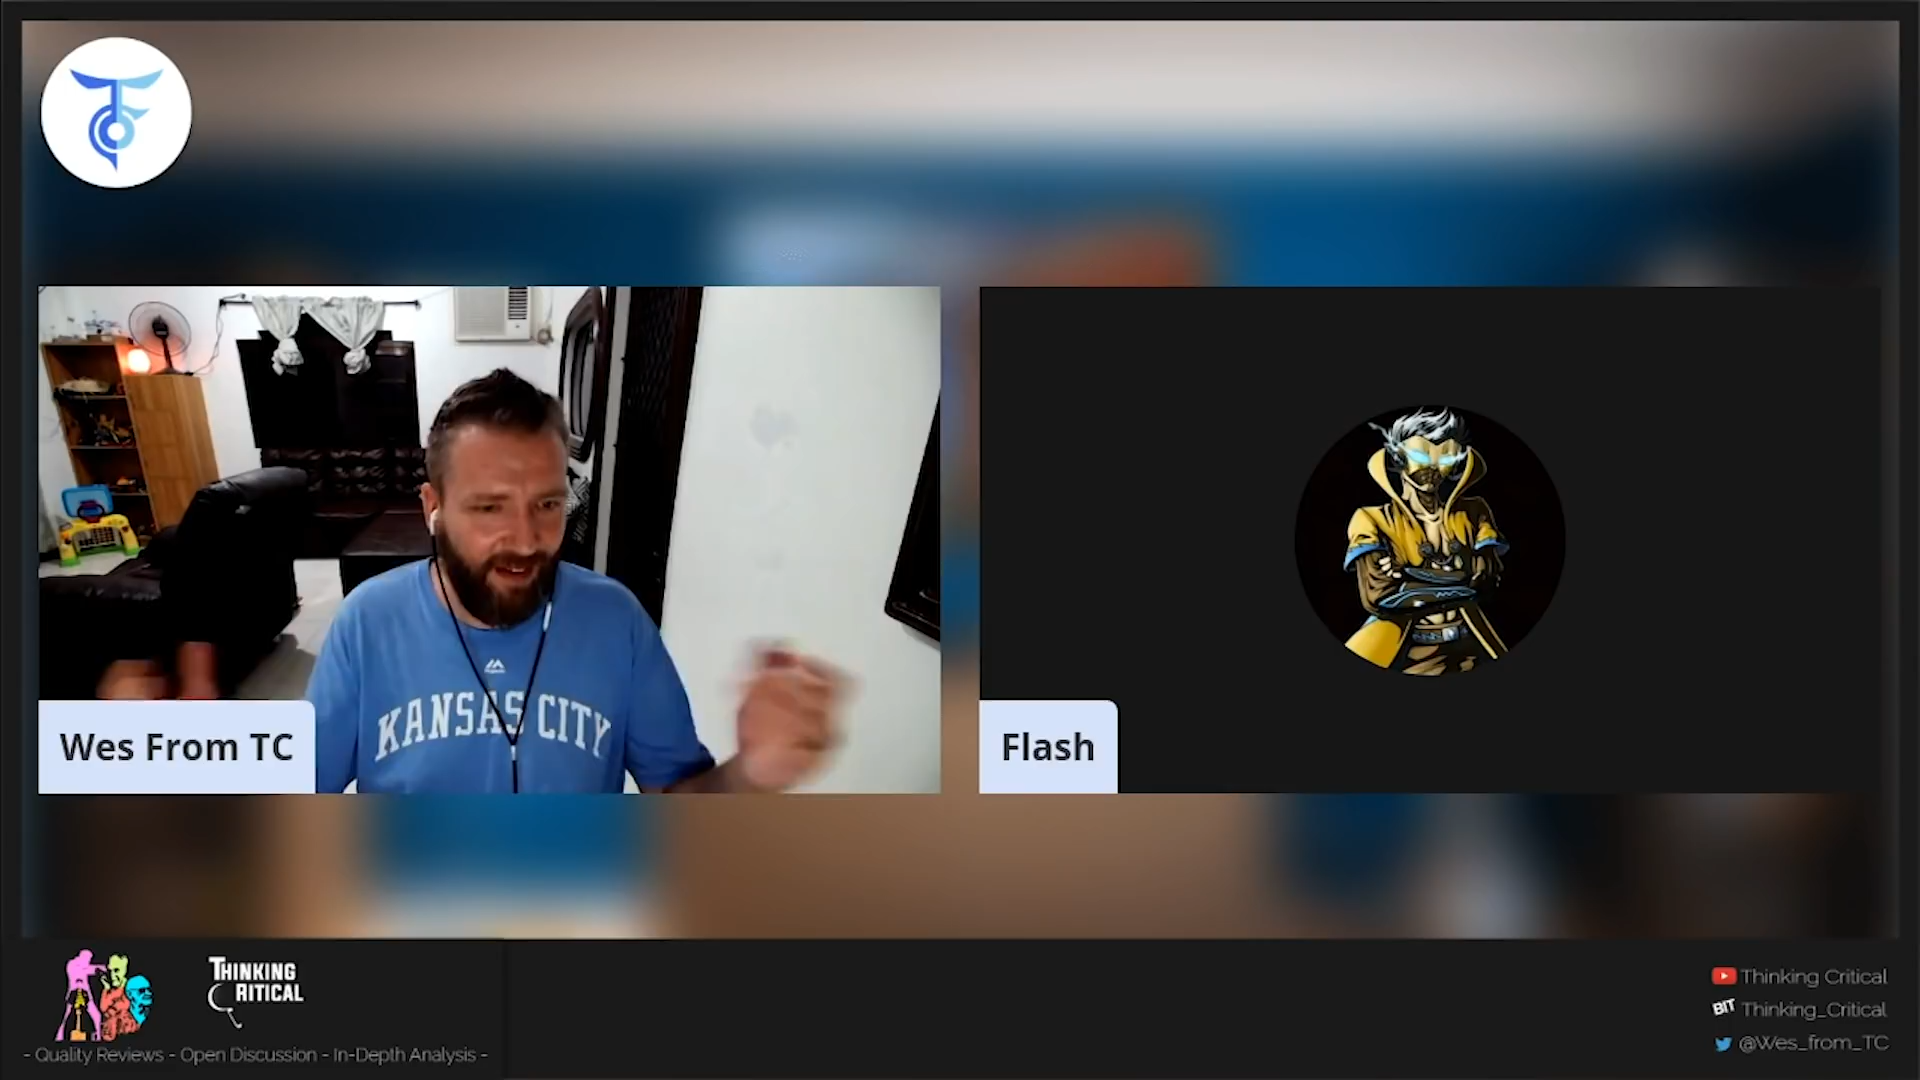 KANSAS CITY
Wes From TC
Flash
THINKING
CRITICAL
- Quality Reviews - Open Discussion - In-Depth Analysis -
Thinking Critical
BIT Thinking_Critical
@Wes_from_TC